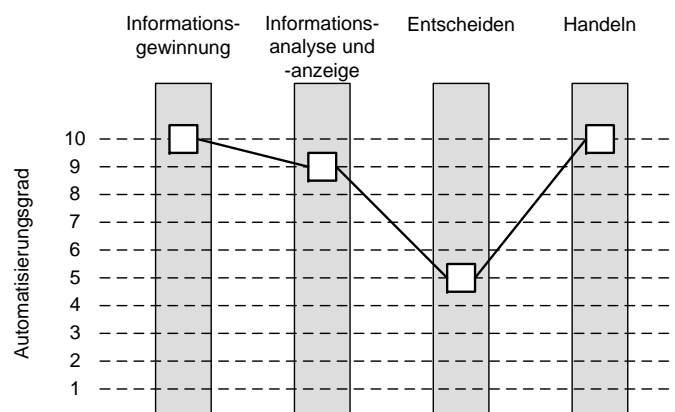 Informations-
gewinnung
Informations-
analyse und
-anzeige
Entscheiden
Handeln
Automatisierungsgrad
10
9
8
7
6
5
4
3
2
1